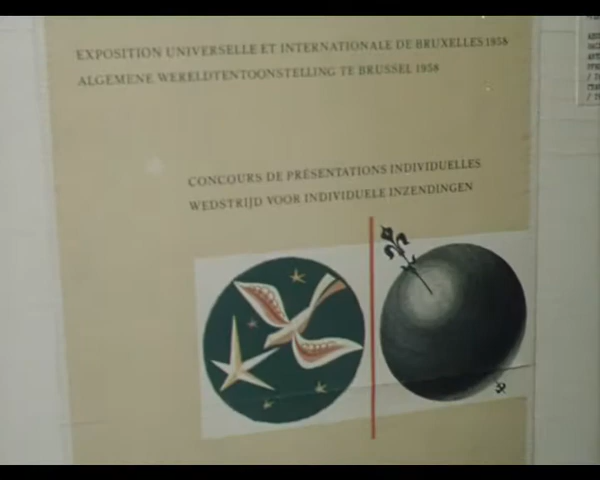 EXPOSITION UNIVERSELLE ET INTERNATIONALE DE BRUXELLES 1958
ALGEMENE WERELDTENTOONSTELLING TE BRUSSEL 1958
CONCOURS DE PRÉSENTATIONS INDIVIDUELLES
WEDSTRIJD VOOR INDIVIDUELE INZENDINGEN